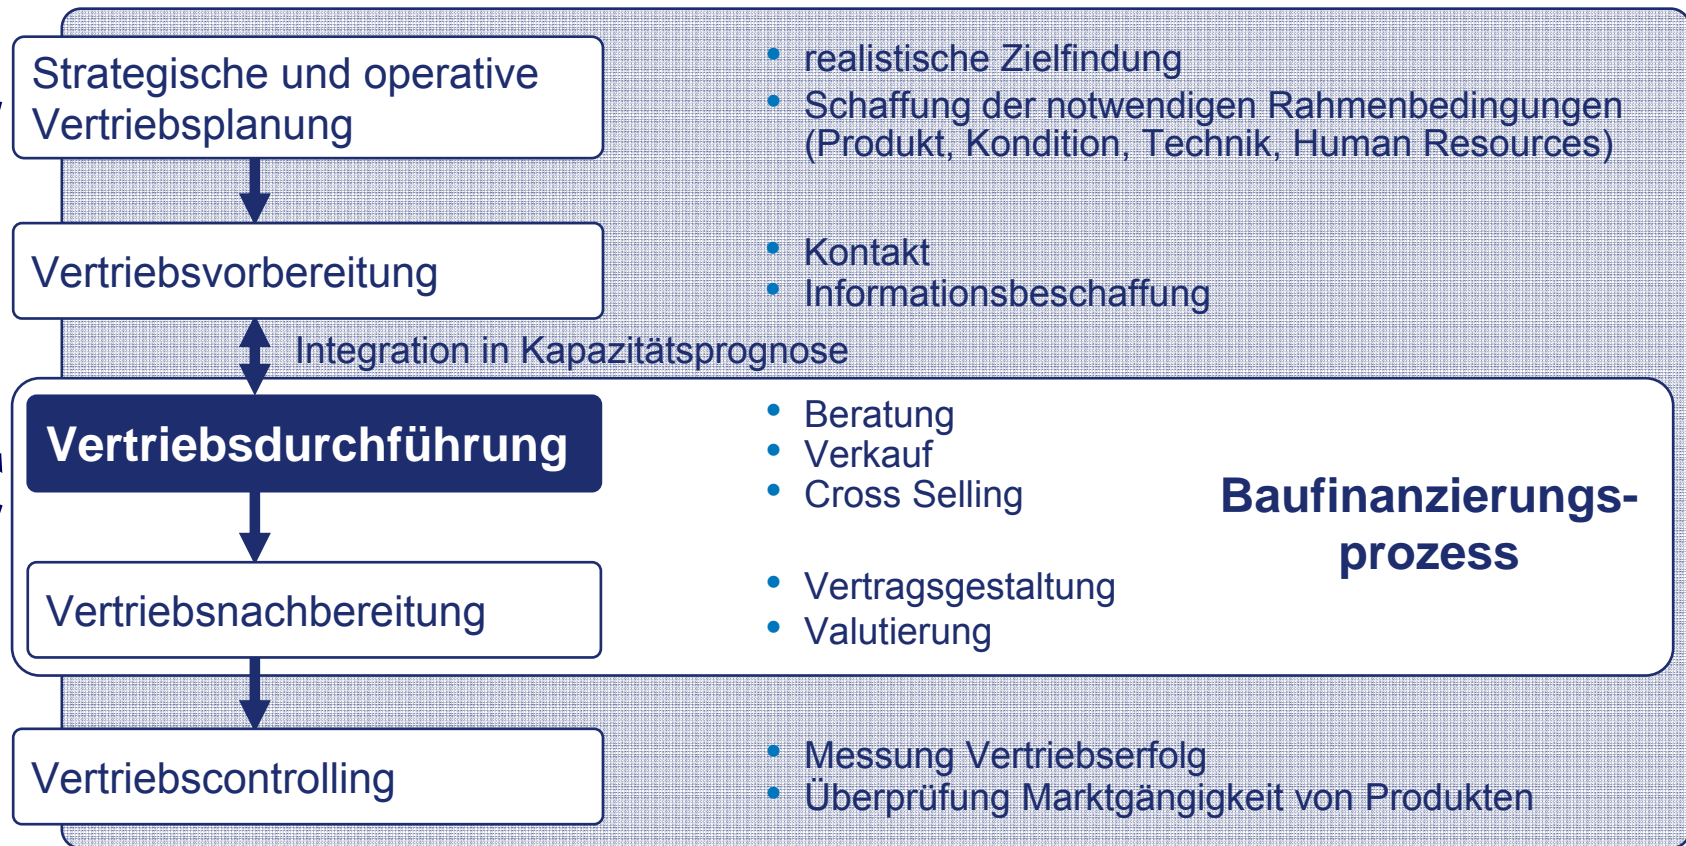 Strategische und operative
Vertriebsplanung
• realistische Zielfindung
• Schaffung der notwendigen Rahmenbedingungen
(Produkt, Kondition, Technik, Human Resources)
Vertriebsvorbereitung
• Kontakt
• Informationsbeschaffung
Integration in Kapazitätsprognose
Vertriebsdurchführung
• Beratung
• Verkauf
• Cross Selling
Baufinanzierungs-
prozess
Vertriebsnachbereitung
• Vertragsgestaltung
• Valutierung
Vertriebscontrolling
• Messung Vertriebserfolg
• Überprüfung Marktgängigkeit von Produkten